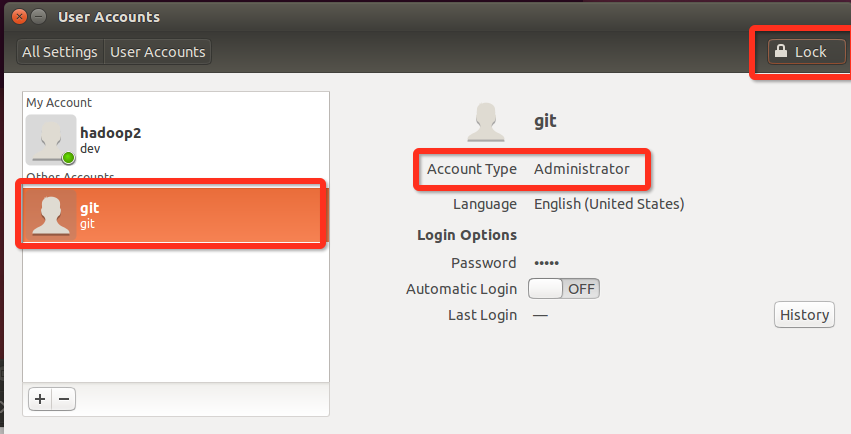 User Accounts
All Settings User Accounts
Lock
My Account
hadoop2
dev
Other Accounts
git
git
git
Account Type Administrator
Language English (United States)
Login Options
Password •••••
Automatic Login OFF
Last Login —
History
+ −